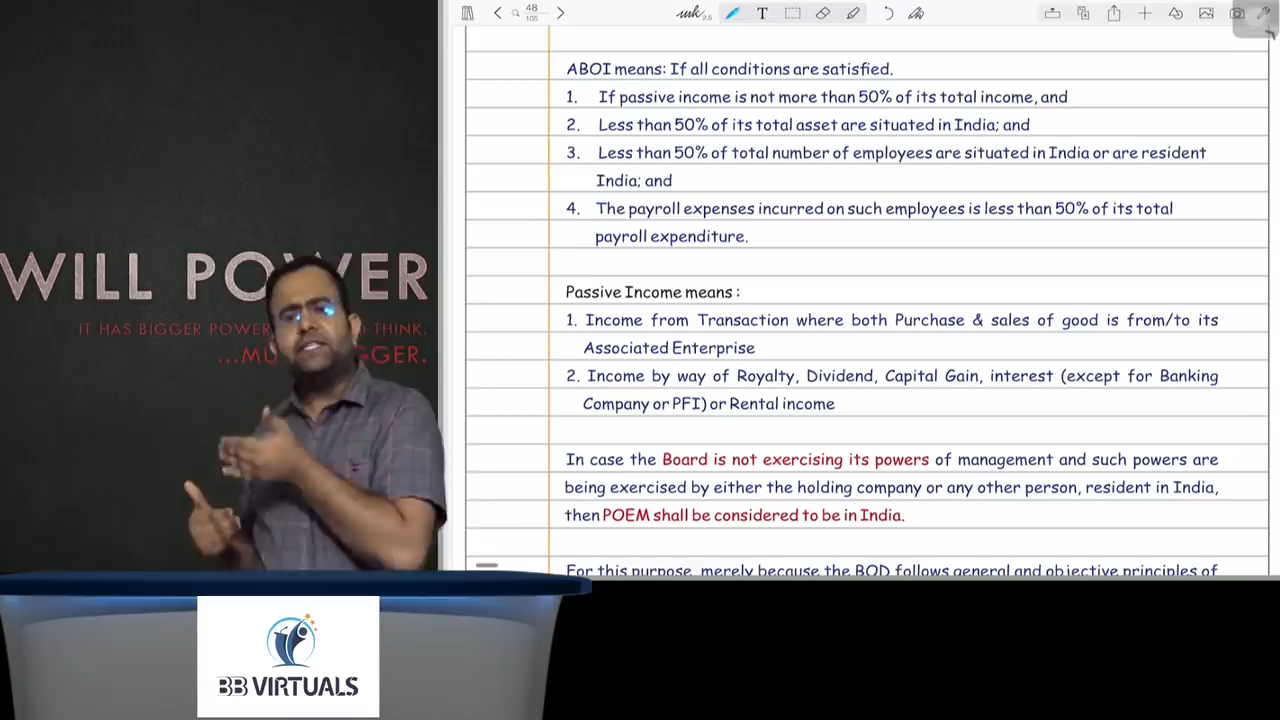 48
105
T
2.5
ABOI means: If all conditions are satisfied.
1. If passive income is not more than 50% of its total income, and
2. Less than 50% of its total asset are situated in India; and
3. Less than 50% of total number of employees are situated in India or are resident
India; and
4. The payroll expenses incurred on such employees is less than 50% of its total
payroll expenditure.
Passive Income means :
1. Income from Transaction where both Purchase & sales of good is from/to its
Associated Enterprise
2. Income by way of Royalty, Dividend, Capital Gain, interest (except for Banking
Company or PFI) or Rental income
In case the Board is not exercising its powers of management and such powers are
being exercised by either the holding company or any other person, resident in India,
then POEM shall be considered to be in India.
For this purpose, merely because the BOD follows general and objective principles of
WILL POWER
IT HAS BIGGER POWER THINK.
...MU GGER.
BB VIRTUALS